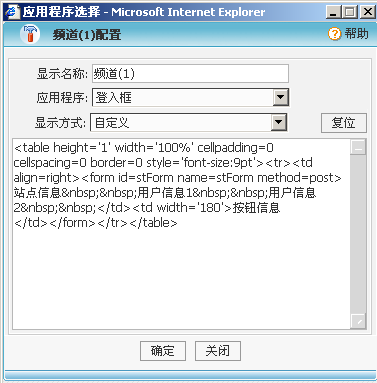 应用程序选择 - Microsoft Internet Explorer
频道(1)配置 帮助
显示名称: 频道(1)
应用程序: 登入框
显示方式: 自定义 复位
<table height='1' width='100%' cellpadding=0
cellspacing=0 border=0 style='font-size:9pt'><tr><td
align=right><form id=stForm name=stForm method=post>
站点信息&nbsp;&nbsp;用户信息1&nbsp;&nbsp;用户信息
2&nbsp;&nbsp;</td><td width='180'>按钮信息
</td></form></tr></table>
确定 关闭